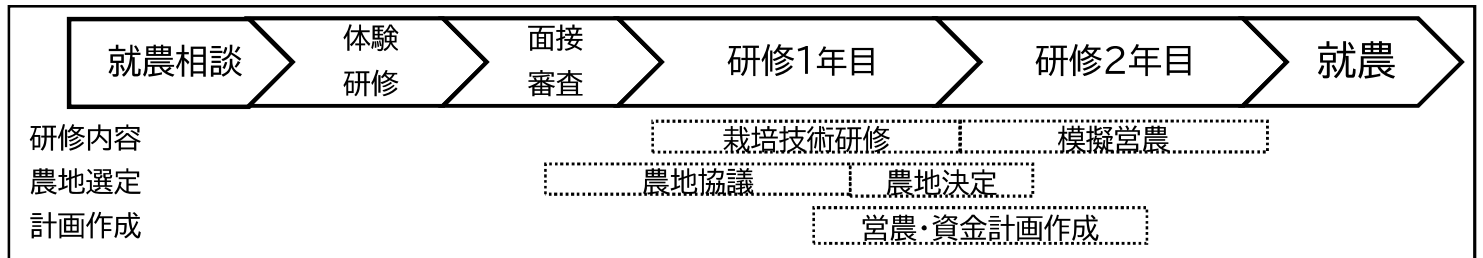 就農相談
体験
研修
面接
審査
研修1年目
研修2年目
就農
研修内容
栽培技術研修
模擬営農
農地選定
農地協議
農地決定
計画作成
営農・資金計画作成